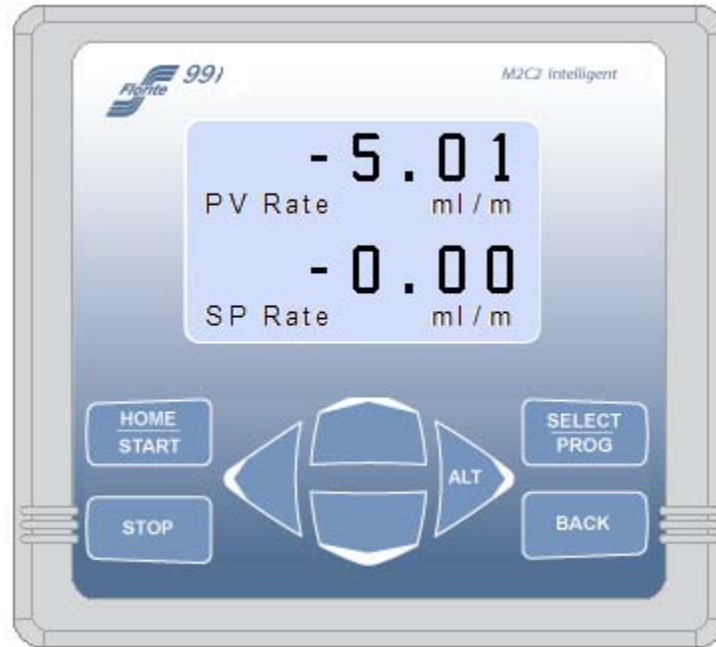 Florite 991
M2C2 Intelligent
-5.01
PV Rate ml/m
-0.00
SP Rate ml/m
HOME
START
SELECT
PROG
ALT
STOP
BACK